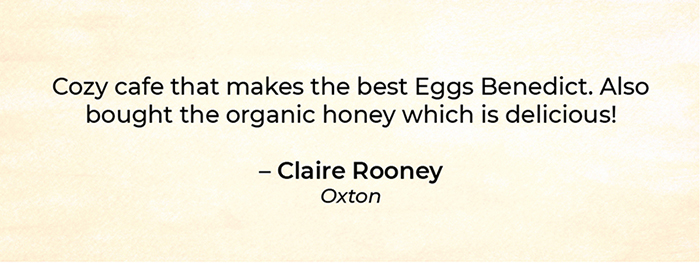 Cozy cafe that makes the best Eggs Benedict. Also
bought the organic honey which is delicious!
– Claire Rooney
Oxton